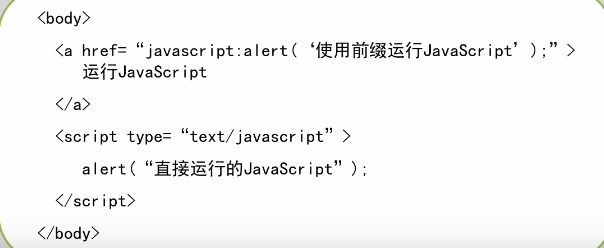 <body>
<a href=“javascript:alert(‘使用前缀运行JavaScript’);”>
运行JavaScript
</a>
<script type=“text/javascript”>
alert(“直接运行的JavaScript”);
</script>
</body>